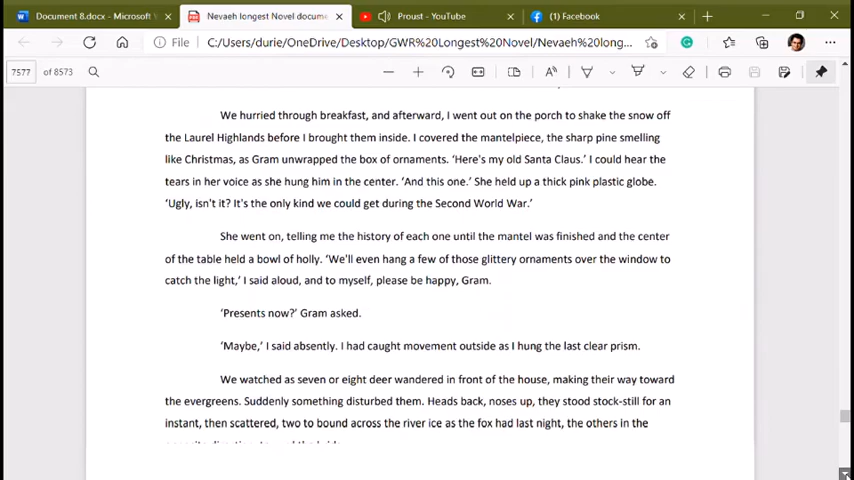 Document 8.docx - Microsoft W
Nevaeh longest Novel docume
Proust - YouTube
(1) Facebook
File
C:/Users/durie/OneDrive/Desktop/GWR%20Longest%20Novel/Nevaeh%20long...
7577 of 8573
We hurried through breakfast, and afterward, I went out on the porch to shake the snow off
the Laurel Highlands before I brought them inside. I covered the mantelpiece, the sharp pine smelling
like Christmas, as Gram unwrapped the box of ornaments. ‘Here's my old Santa Claus.’ I could hear the
tears in her voice as she hung him in the center. ‘And this one.’ She held up a thick pink plastic globe.
‘Ugly, isn't it? It's the only kind we could get during the Second World War.’
She went on, telling me the history of each one until the mantel was finished and the center
of the table held a bowl of holly. ‘We'll even hang a few of those glittery ornaments over the window to
catch the light,’ I said aloud, and to myself, please be happy, Gram.
‘Presents now?’ Gram asked.
‘Maybe,’ I said absently. I had caught movement outside as I hung the last clear prism.
We watched as seven or eight deer wandered in front of the house, making their way toward
the evergreens. Suddenly something disturbed them. Heads back, noses up, they stood stock-still for an
instant, then scattered, two to bound across the river ice as the fox had last night, the others in the